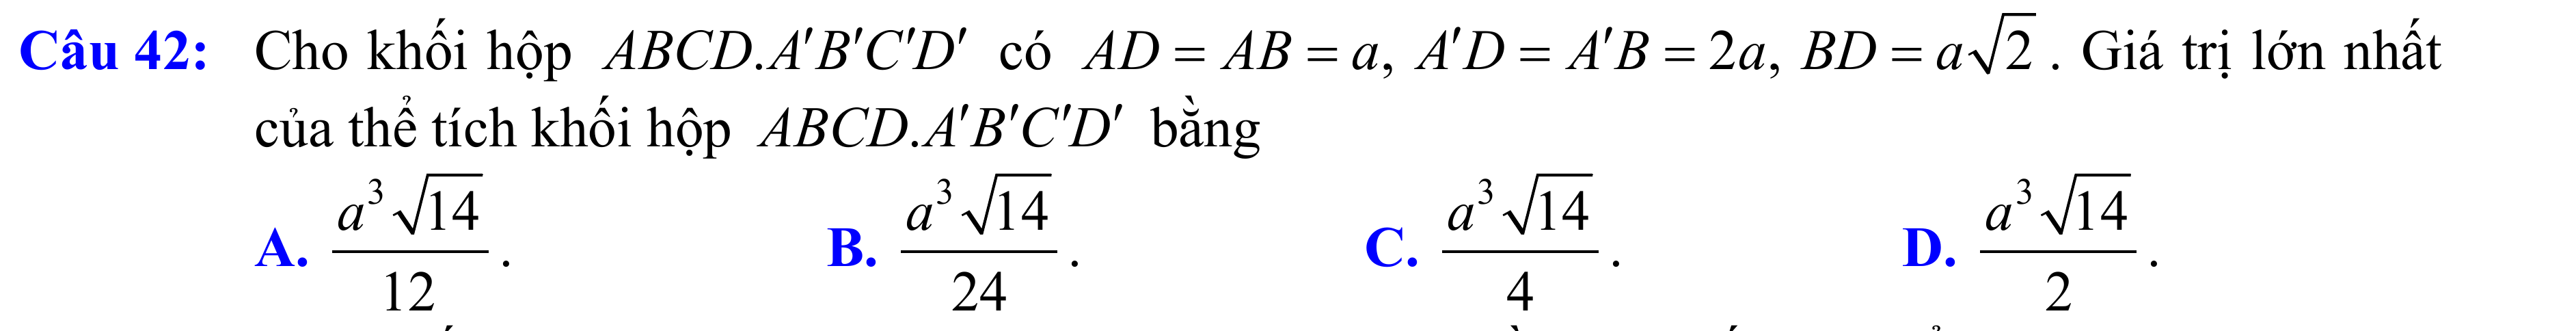 Câu 42: Cho khối hộp ABCD.A'B'C'D' có AD = AB = a, A'D = A'B = 2a, BD = a√2 . Giá trị lớn nhất
của thể tích khối hộp ABCD.A'B'C'D' bằng
A. a³√14/12 . B. a³√14/24 . C. a³√14/4 . D. a³√14/2 .